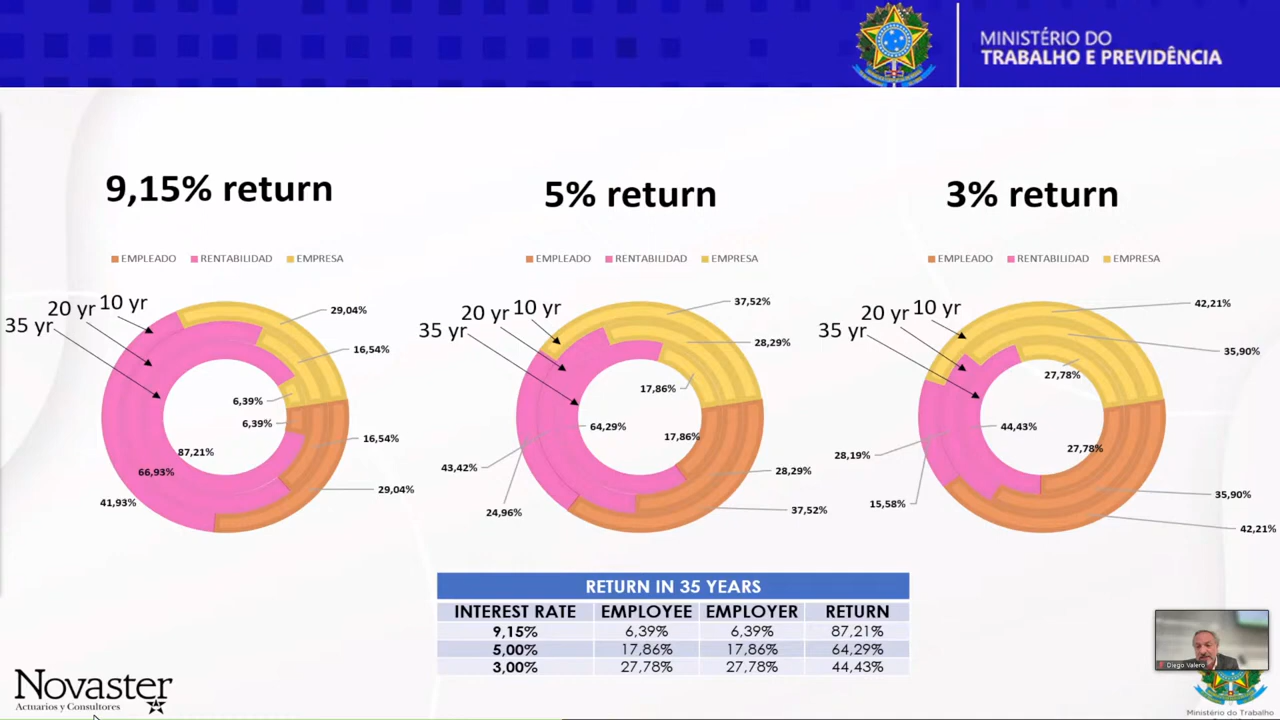 MINISTÉRIO DO
TRABALHO E PREVIDÊNCIA
9,15% return
5% return
3% return
EMPLEADO RENTABILIDAD EMPRESA
EMPLEADO RENTABILIDAD EMPRESA
EMPLEADO RENTABILIDAD EMPRESA
35 yr 20 yr 10 yr
29,04%
16,54%
6,39%
6,39%
87,21%
16,54%
66,93%
29,04%
41,93%
35 yr 20 yr 10 yr
37,52%
28,29%
17,86%
64,29%
17,86%
43,42%
28,29%
24,96%
37,52%
35 yr 20 yr 10 yr
42,21%
35,90%
27,78%
44,43%
27,78%
28,19%
35,90%
15,58%
42,21%
RETURN IN 35 YEARS
INTEREST RATE EMPLOYEE EMPLOYER RETURN
9,15% 6,39% 6,39% 87,21%
5,00% 17,86% 17,86% 64,29%
3,00% 27,78% 27,78% 44,43%
Novaster
Actuarios y Consultores
Diego Valero
Ministério do Trabalho